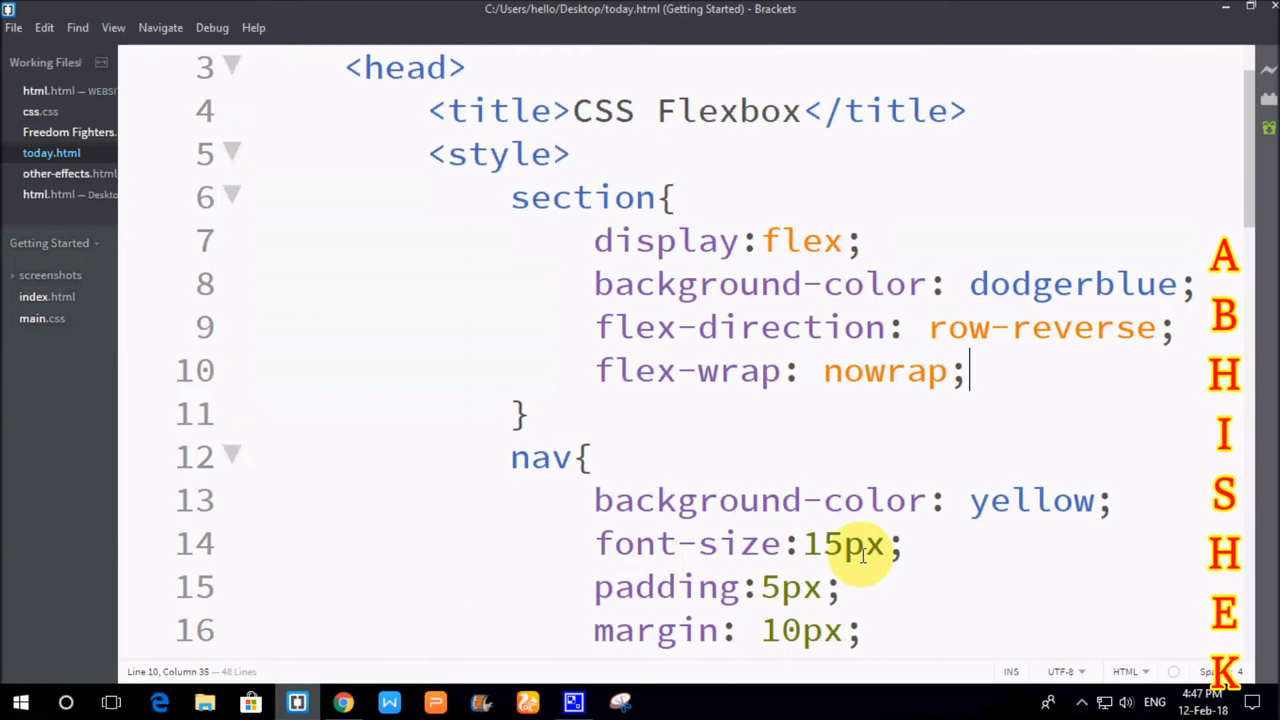 C:/Users/hello/Desktop/today.html (Getting Started) - Brackets
File Edit Find View Navigate Debug Help
Working Files
html.html — WEBSI
css.css
Freedom Fighters.
today.html
other-effects.html
html.html — Deskto
Getting Started
screenshots
index.html
main.css
3 <head>
4 <title>CSS Flexbox</title>
5 <style>
6 section{
7 display:flex;
8 background-color: dodgerblue;
9 flex-direction: row-reverse;
10 flex-wrap: nowrap;
11 }
12 nav{
13 background-color: yellow;
14 font-size:15px;
15 padding:5px;
16 margin: 10px;
A
B
H
I
S
H
E
K
Line 10, Column 35 — 48 Lines
INS UTF-8 HTML 4
4:47 PM
ENG
12-Feb-18